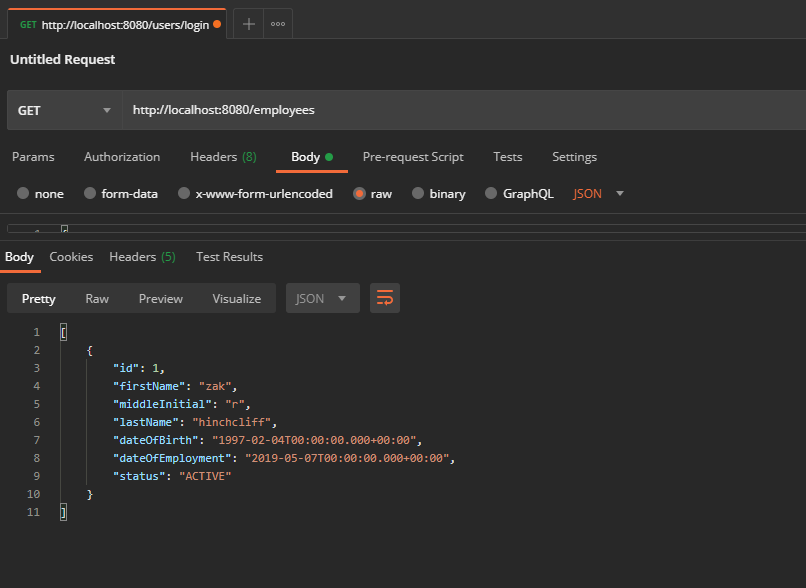 GET http://localhost:8080/users/login
Untitled Request
GET http://localhost:8080/employees
Params Authorization Headers (8) Body Pre-request Script Tests Settings
none form-data x-www-form-urlencoded raw binary GraphQL JSON
Body Cookies Headers (5) Test Results
Pretty Raw Preview Visualize JSON
1 [
2 {
3 "id": 1,
4 "firstName": "zak",
5 "middleInitial": "r",
6 "lastName": "hinchcliff",
7 "dateOfBirth": "1997-02-04T00:00:00.000+00:00",
8 "dateOfEmployment": "2019-05-07T00:00:00.000+00:00",
9 "status": "ACTIVE"
10 }
11 ]